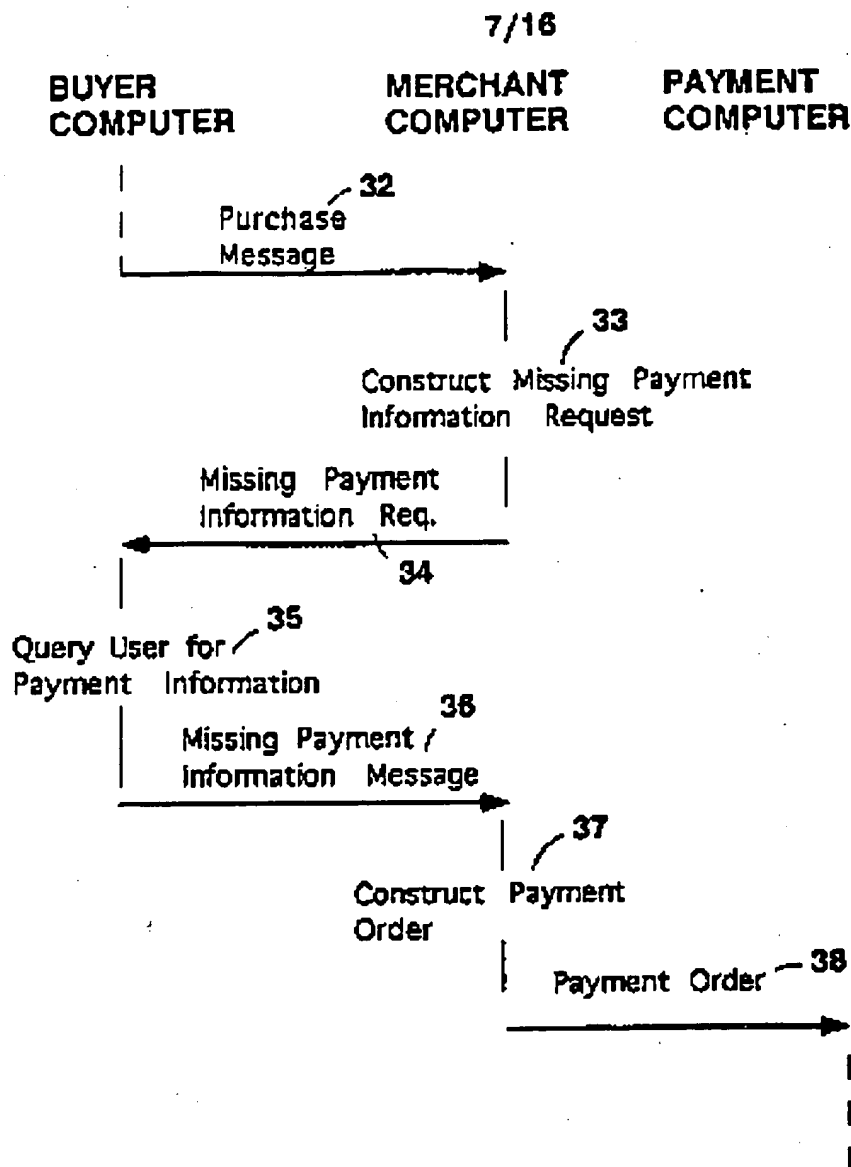 7/16
BUYER COMPUTER
MERCHANT COMPUTER
PAYMENT COMPUTER
32
Purchase
Message
33
Construct Missing Payment
Information Request
Missing Payment
Information Req.
34
35
Query User for
Payment Information
36
Missing Payment
Information Message
37
Construct Payment
Order
Payment Order
38